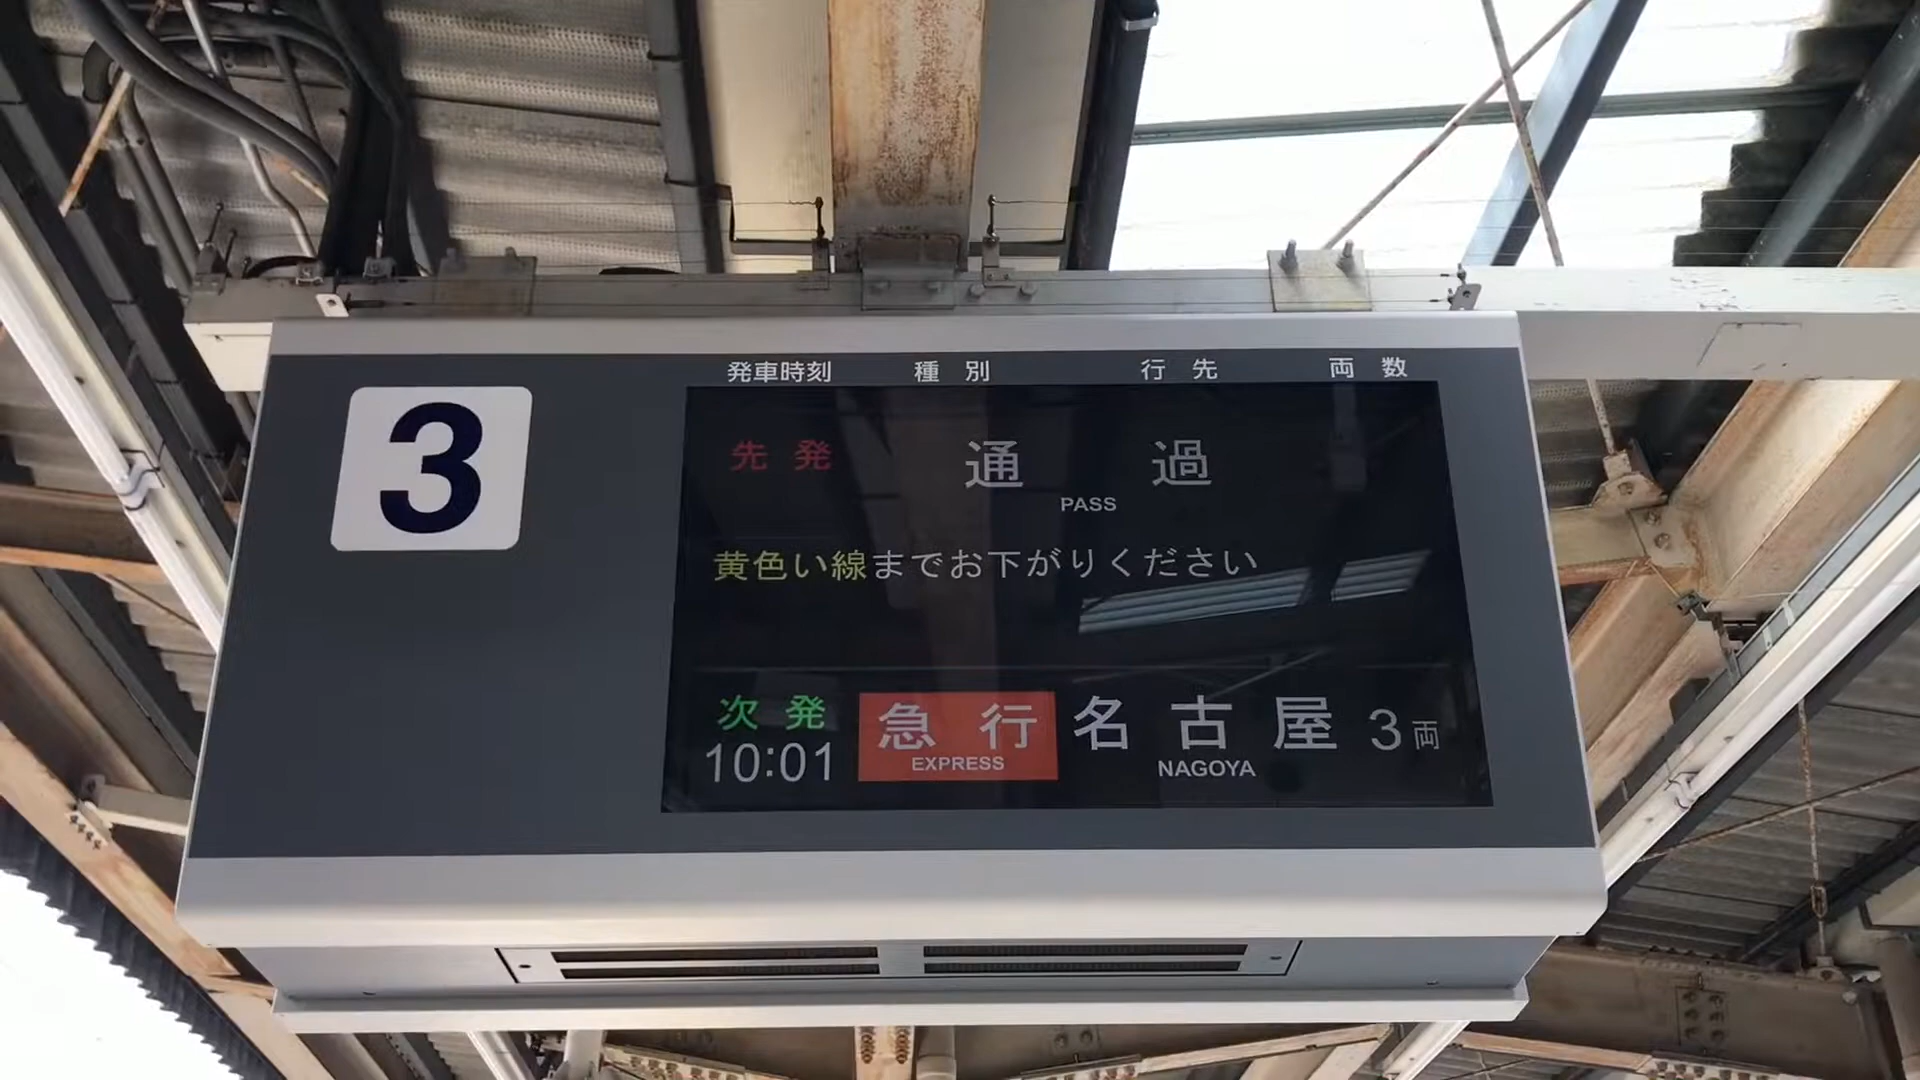 3
発車時刻 種別 行先 両数
先発 通過
PASS
黄色い線までお下がりください
次発 急行 名古屋 3両
10:01 EXPRESS NAGOYA